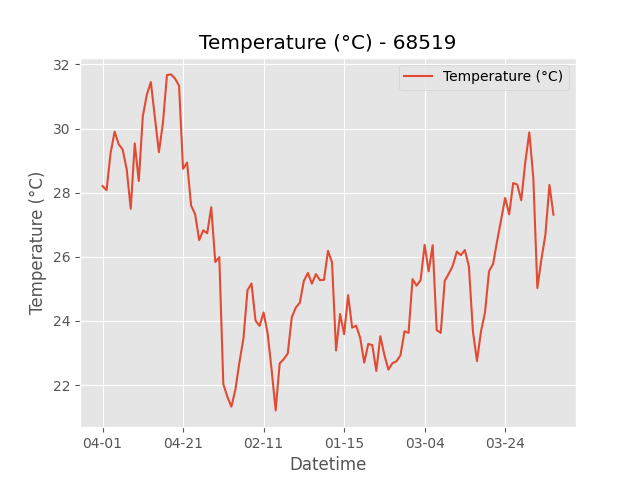 Temperature (°C) - 68519
Temperature (°C)
32
30
28
26
24
22
Temperature (°C)
04-01 04-21 02-11 01-15 03-04 03-24
Datetime